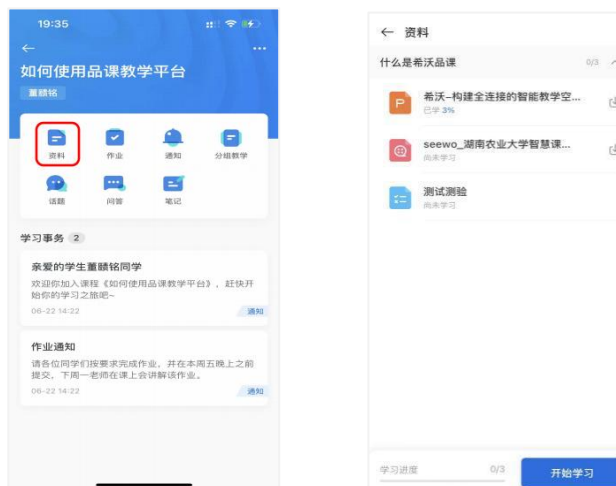 19:35
如何使用品课教学平台
董赜铭
资料
作业
通知
分组教学
话题
问答
笔记
学习事务 2
亲爱的学生董赜铭同学
欢迎你加入课程《如何使用品课教学平台》，赶快开
始你的学习之旅吧~
06-22 14:22
通知
作业通知
请各位同学们按要求完成作业，并在本周五晚上之前
提交，下周一老师在课上会讲解该作业。
06-22 14:22
通知
资料
什么是希沃品课
0/3
希沃-构建全连接的智能教学空...
已学 3%
seewo_湖南农业大学智慧课...
尚未学习
测试测验
尚未学习
学习进度
0/3
开始学习